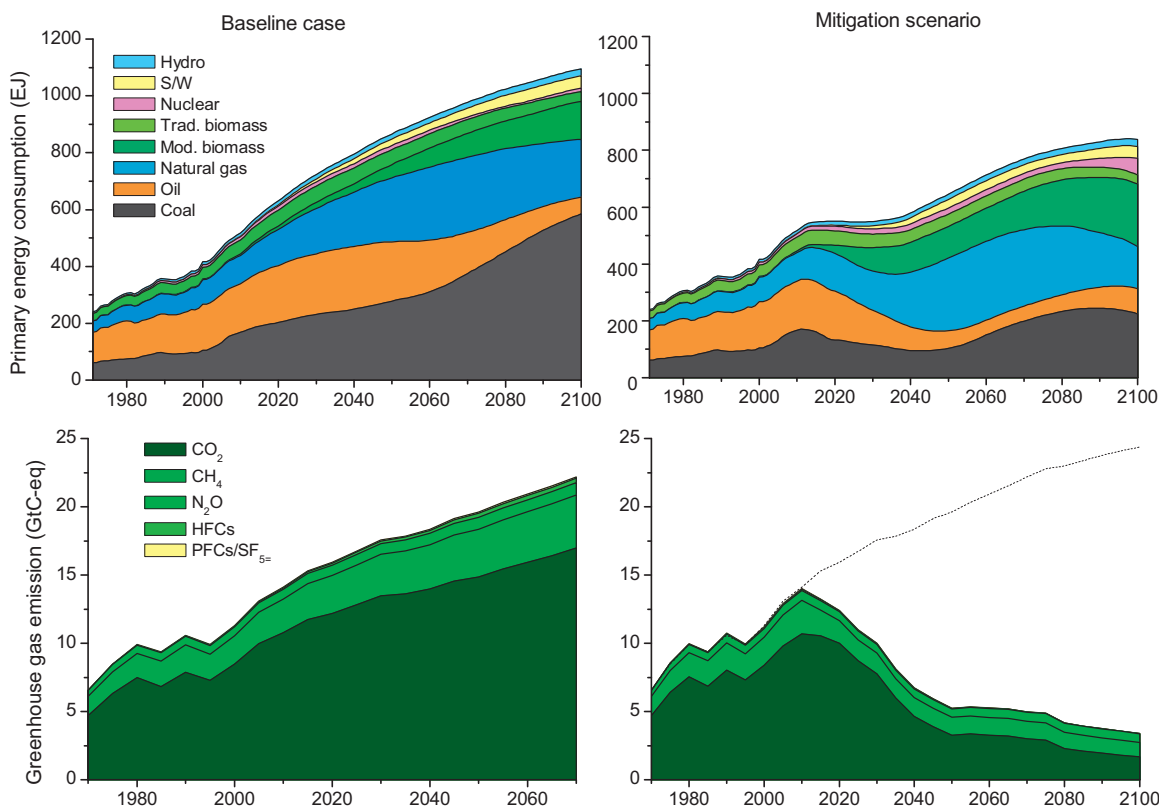 Baseline case
Mitigation scenario
Primary energy consumption (EJ)
1200
1000
800
600
400
200
0
Hydro
S/W
Nuclear
Trad. biomass
Mod. biomass
Natural gas
Oil
Coal
1980 2000 2020 2040 2060 2080 2100
1200
1000
800
600
400
200
0
1980 2000 2020 2040 2060 2080 2100
Greenhouse gas emission (GtC-eq)
25
20
15
10
5
0
CO₂
CH₄
N₂O
HFCs
PFCs/SF₅₌
1980 2000 2020 2040 2060
25
20
15
10
5
0
1980 2000 2020 2040 2060 2080 2100